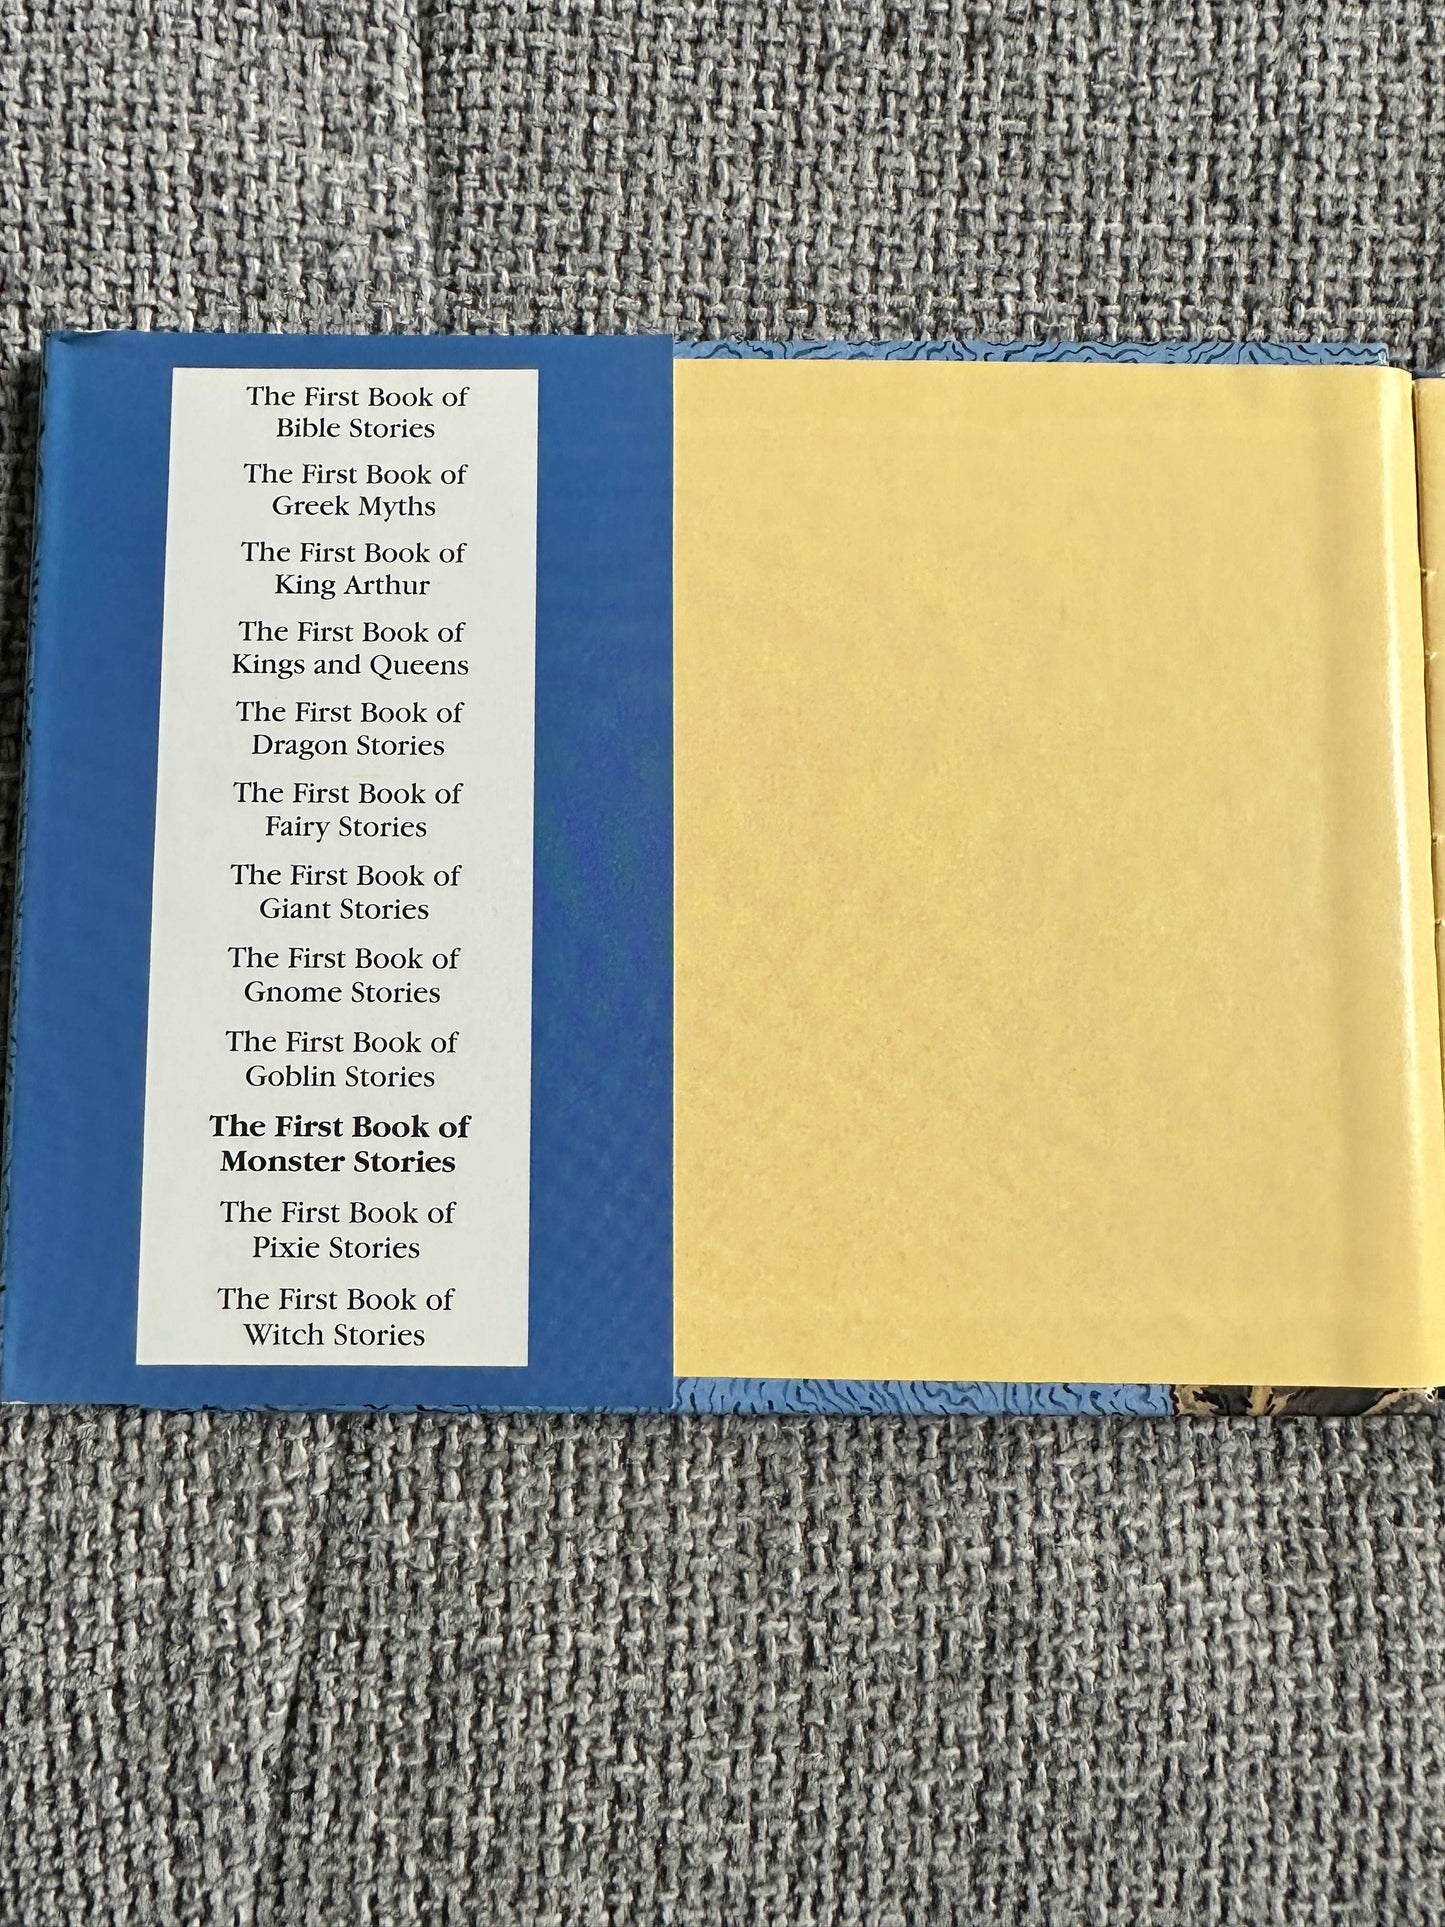 The First Book of
Bible Stories
The First Book of
Greek Myths
The First Book of
King Arthur
The First Book of
Kings and Queens
The First Book of
Dragon Stories
The First Book of
Fairy Stories
The First Book of
Giant Stories
The First Book of
Gnome Stories
The First Book of
Goblin Stories
The First Book of
Monster Stories
The First Book of
Pixie Stories
The First Book of
Witch Stories